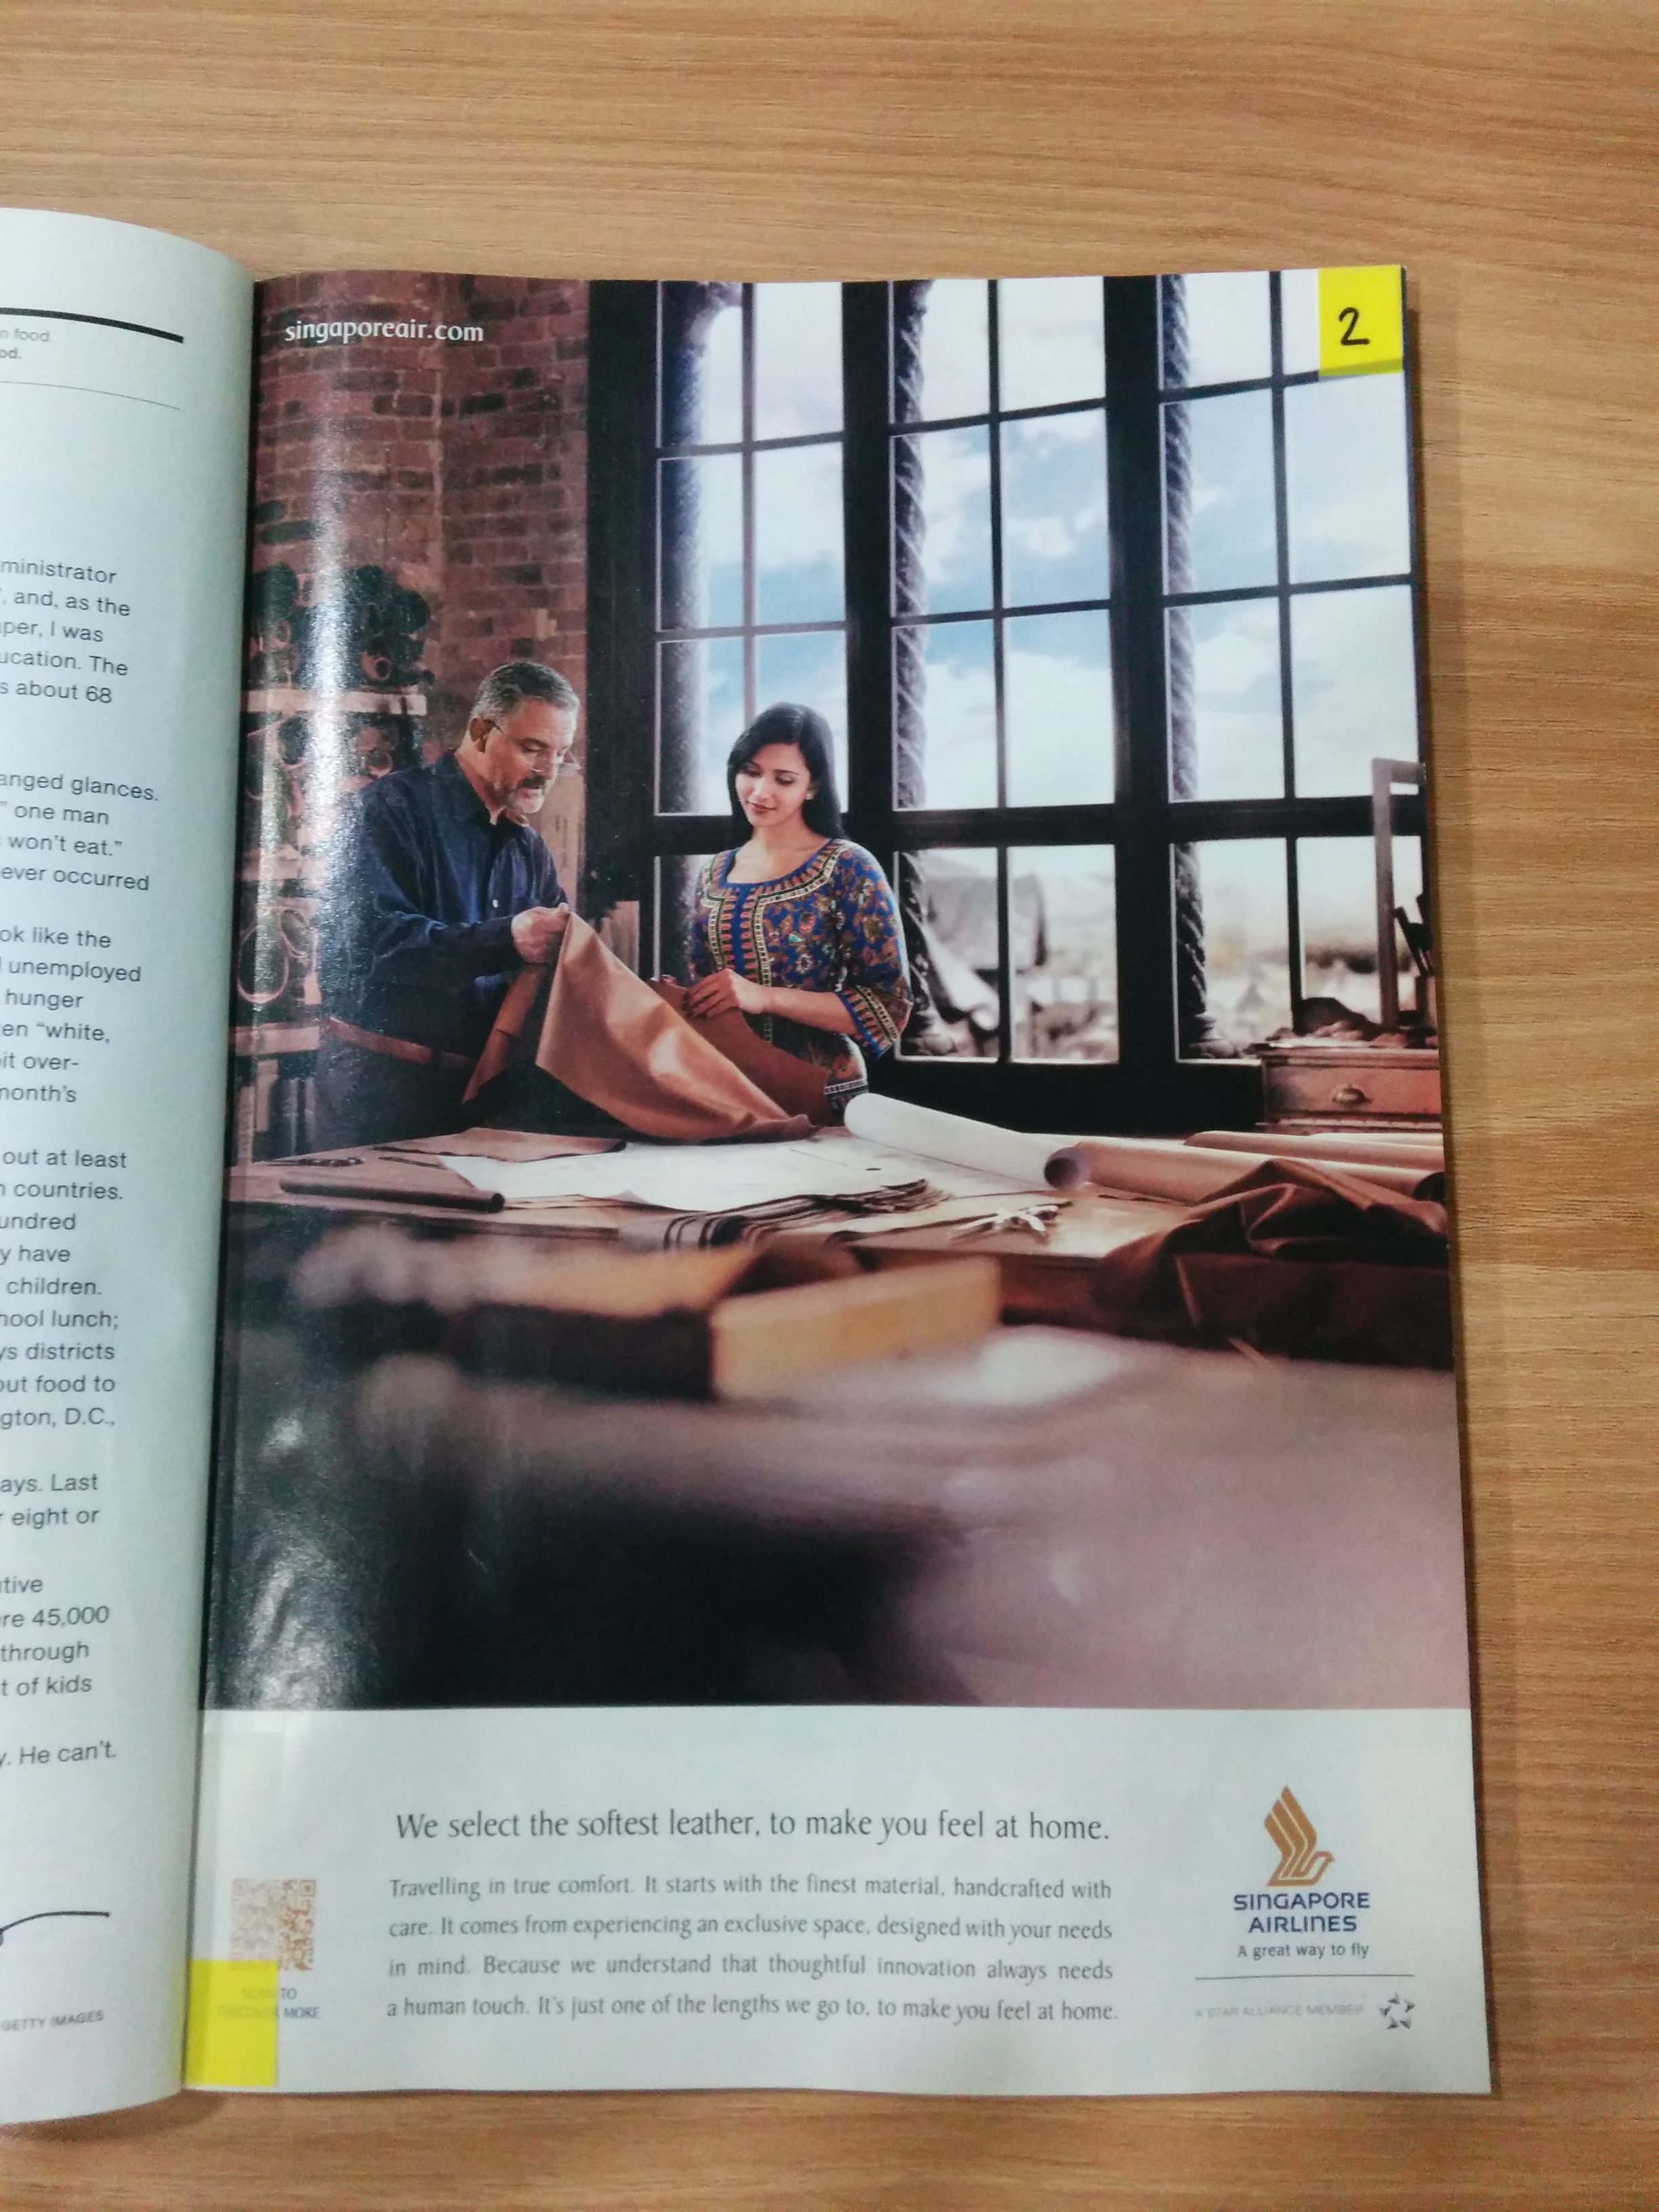 n food.
od.
ministrator
, and, as the
per, I was
ucation. The
s about 68
anged glances.
" one man
won't eat."
ever occurred
ok like the
unemployed
hunger
en "white,
it over-
month's
out at least
n countries.
undred
y have
children.
hool lunch;
ys districts
out food to
gton, D.C.,
ays. Last
r eight or
tive
re 45,000
through
t of kids
y. He can't.
GETTY IMAGES
singaporeair.com
2
We select the softest leather, to make you feel at home.
Travelling in true comfort. It starts with the finest material, handcrafted with
care. It comes from experiencing an exclusive space, designed with your needs
in mind. Because we understand that thoughtful innovation always needs
a human touch. It's just one of the lengths we go to, to make you feel at home.
SCAN TO
DISCOVER MORE
SINGAPORE
AIRLINES
A great way to fly
A STAR ALLIANCE MEMBER